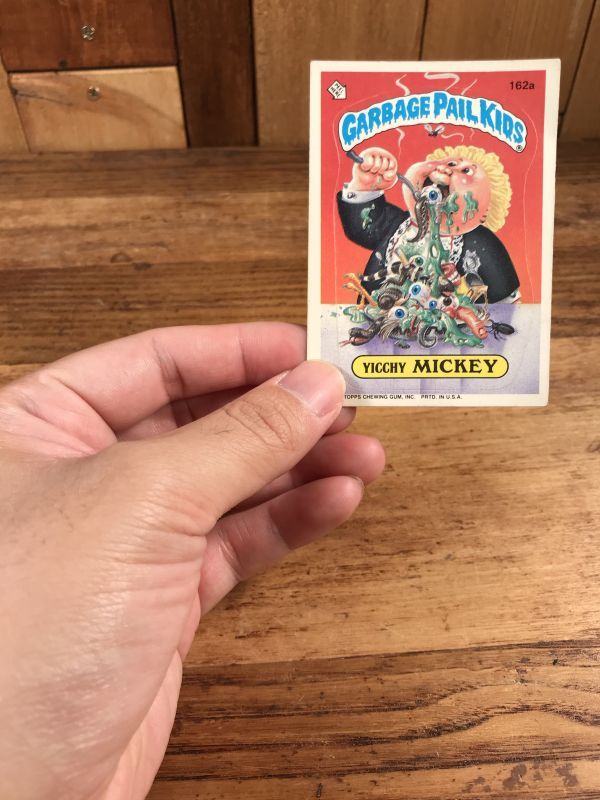 162a
GARBAGE PAIL KIDS®
YICCHY MICKEY
TOPPS CHEWING GUM, INC. PRTD. IN U.S.A.